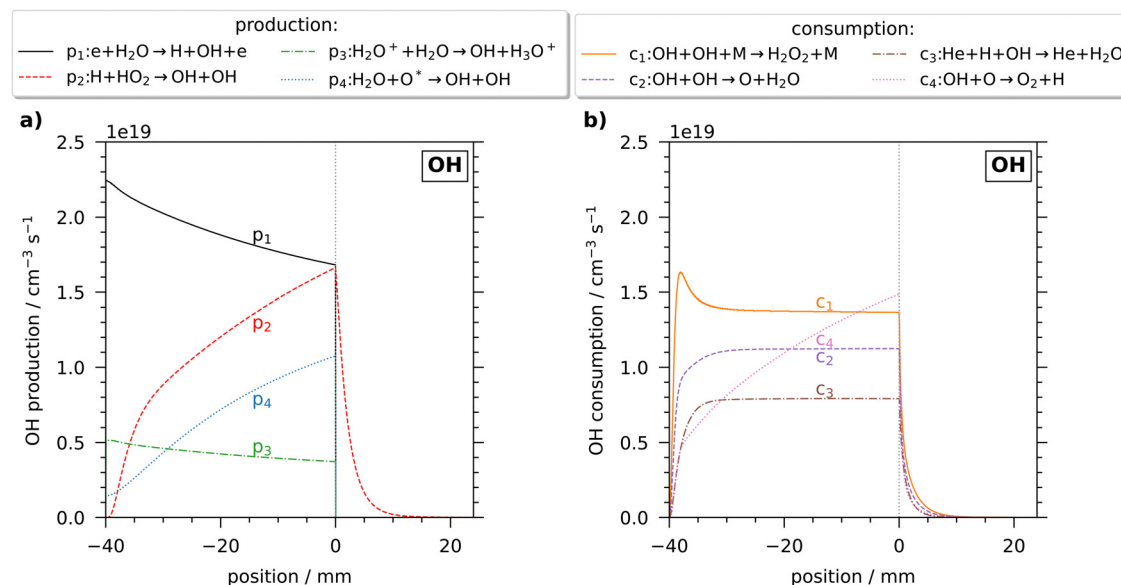 production:
p₁:e+H₂O→H+OH+e
p₃:H₂O⁺+H₂O→OH+H₃O⁺
p₂:H+HO₂→OH+OH
p₄:H₂O+O*→OH+OH
consumption:
c₁:OH+OH+M→H₂O₂+M
c₃:He+H+OH→He+H₂O
c₂:OH+OH→O+H₂O
c₄:OH+O→O₂+H
a)
1e19
OH
2.5
2.0
1.5
1.0
0.5
0.0
OH production / cm⁻³ s⁻¹
p₁
p₂
p₄
p₃
−40
−20
0
20
position / mm
b)
1e19
OH
2.5
2.0
1.5
1.0
0.5
0.0
OH consumption / cm⁻³ s⁻¹
c₁
c₄
c₂
c₃
−40
−20
0
20
position / mm